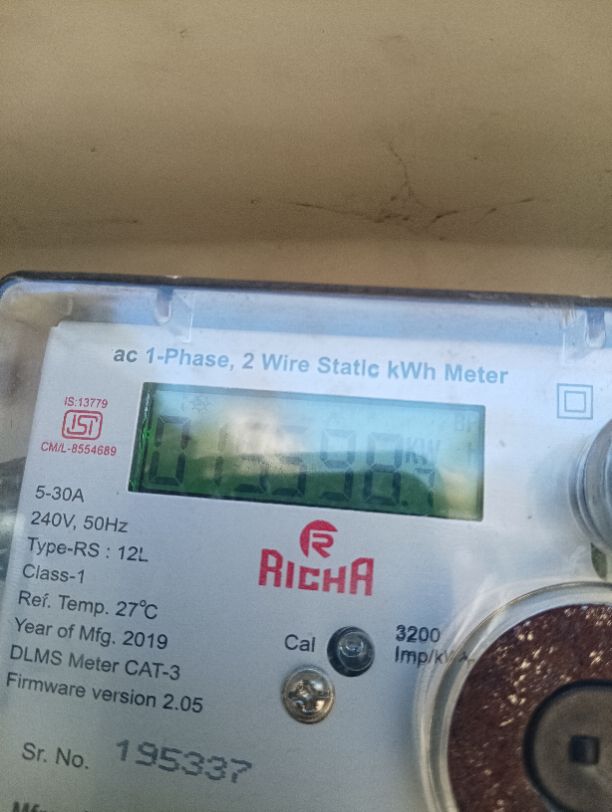 ac 1-Phase, 2 Wire Static kWh Meter
IS:13779
ISI
CM/L-8554689
kW
5-30A
240V, 50Hz
Type-RS : 12L
Class-1
Ref. Temp. 27°C
Year of Mfg. 2019
DLMS Meter CAT-3
Firmware version 2.05
R
RICHA
Cal
3200
Sr. No. 195337